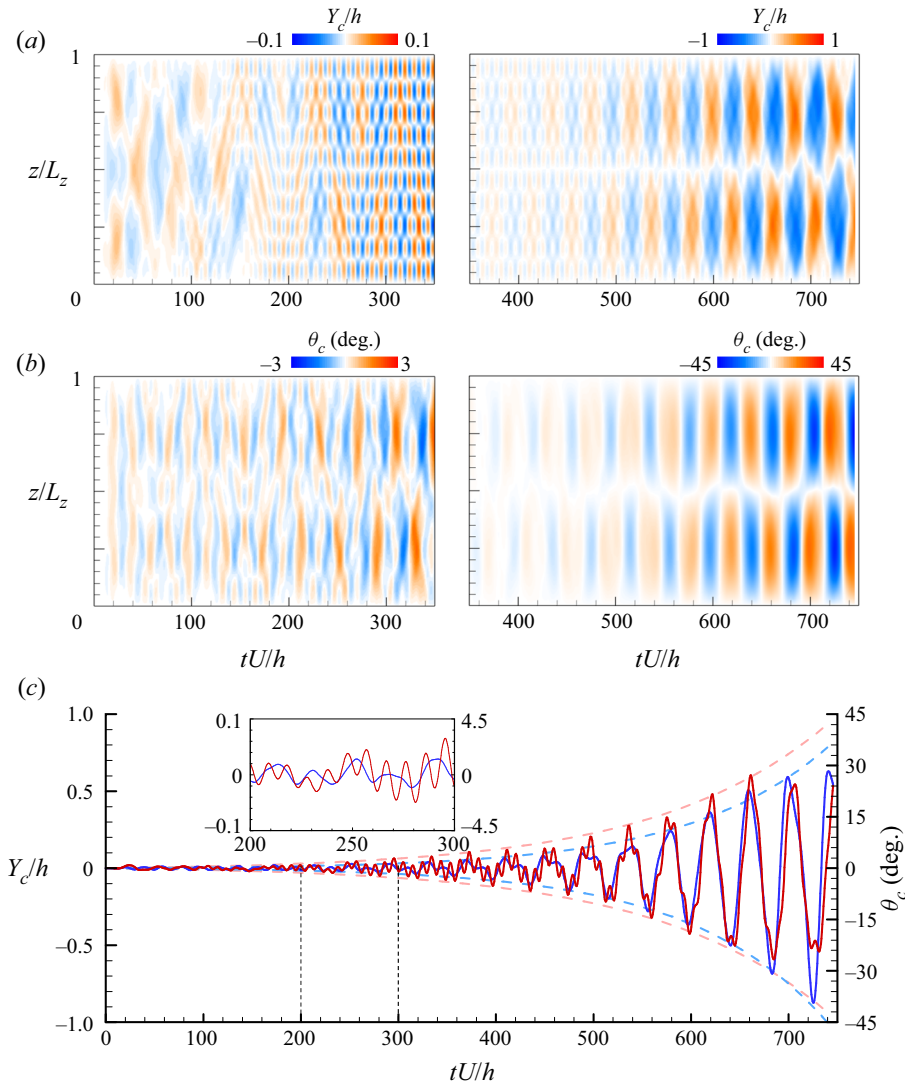 (a)
Y_c/h
–0.1 0.1
Y_c/h
–1 1
1
z/L_z
0 100 200 300
400 500 600 700
(b)
θ_c (deg.)
–3 3
θ_c (deg.)
–45 45
1
z/L_z
0 100 200 300
400 500 600 700
tU/h
tU/h
(c)
1.0
0.5
Y_c/h
0
–0.5
–1.0
0.1
0
–0.1
4.5
0
–4.5
200 250 300
45
30
15
0
–15
–30
–45
θ_c (deg.)
0 100 200 300 400 500 600 700
tU/h